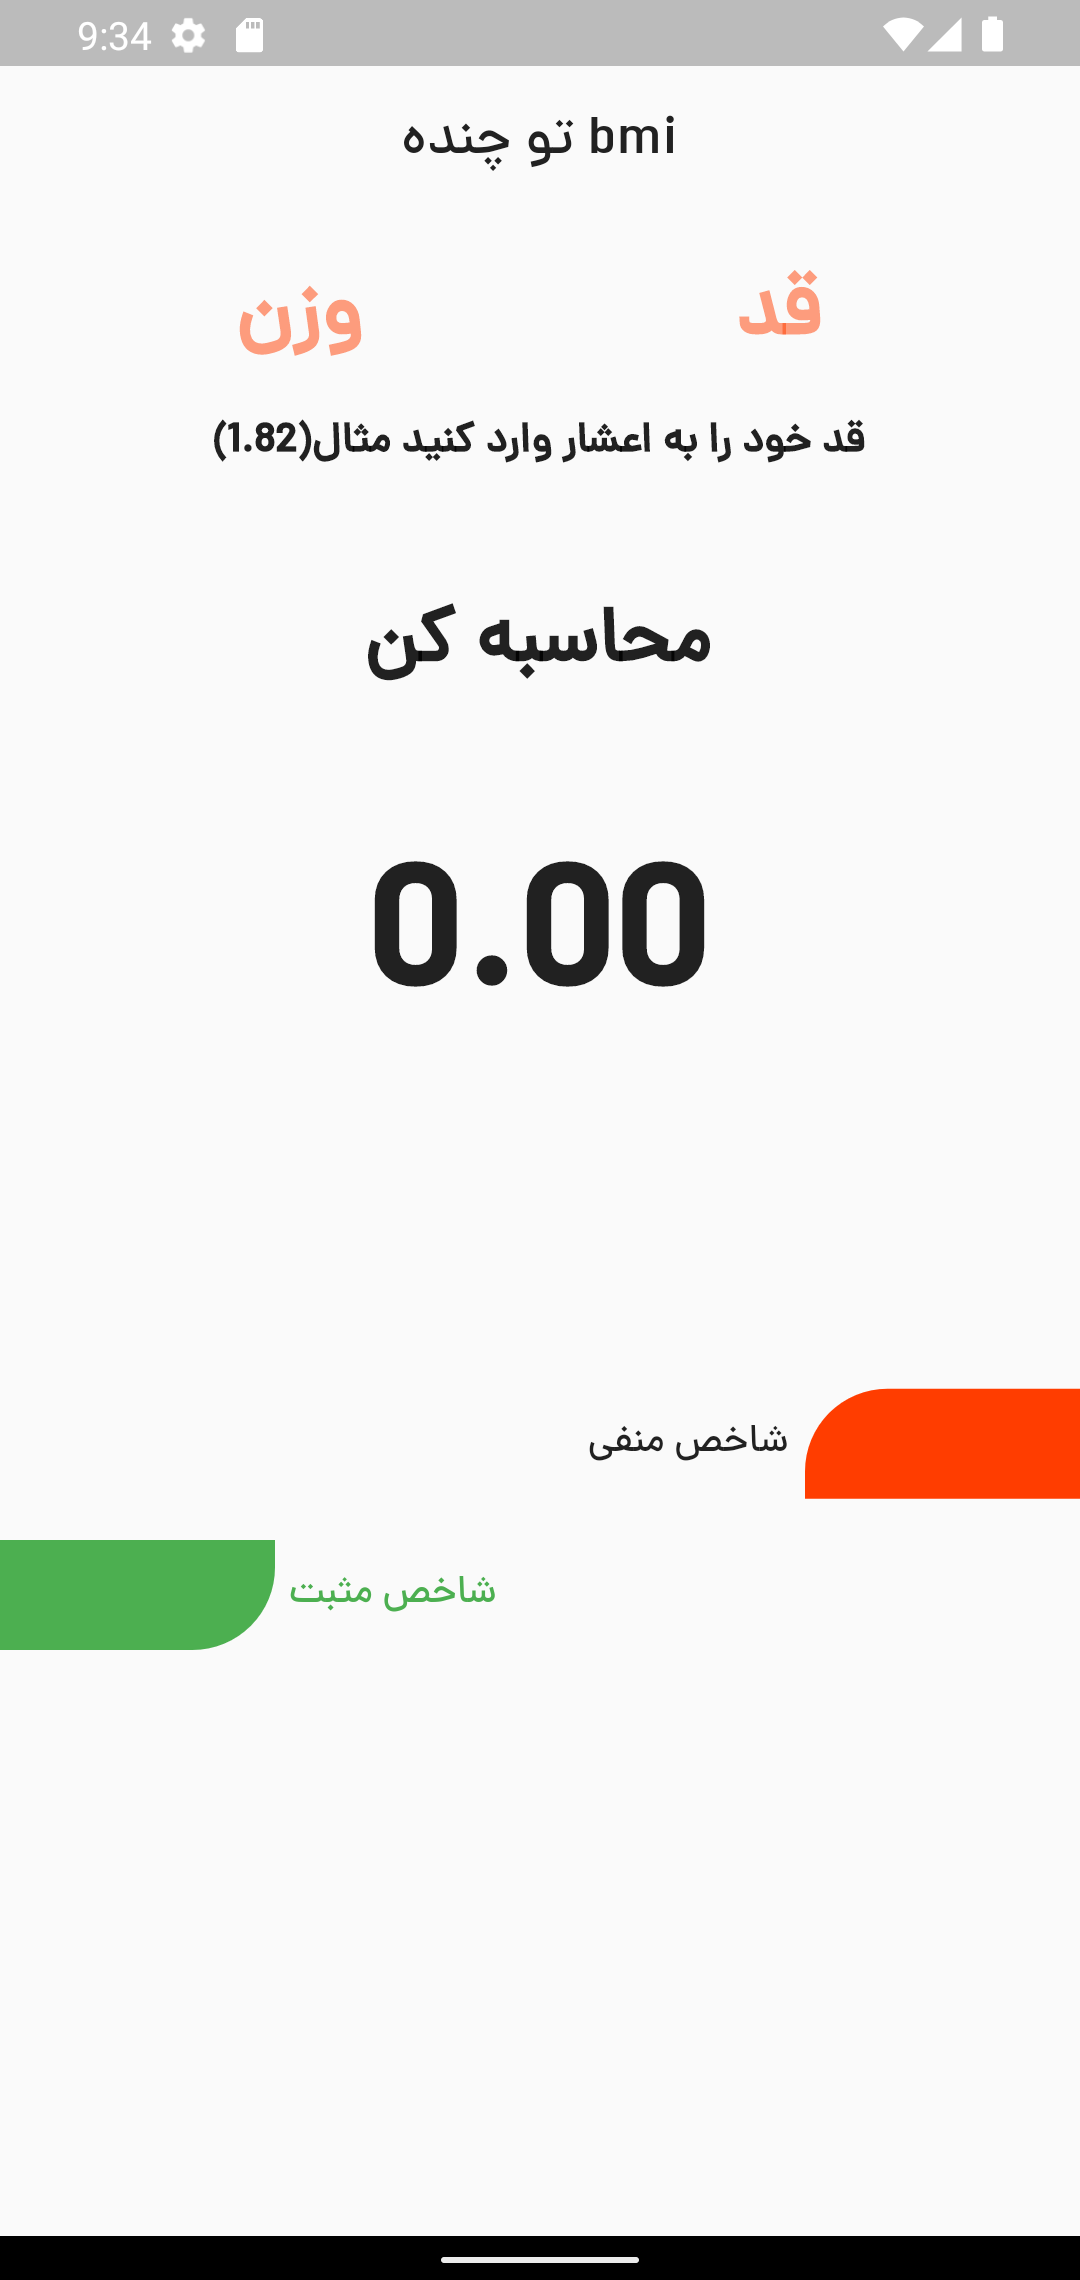 9:34
bmi تو چنده
قد
وزن
قد خود را به اعشار وارد کنید مثال(1.82)
محاسبه کن
0.00
شاخص منفی
شاخص مثبت